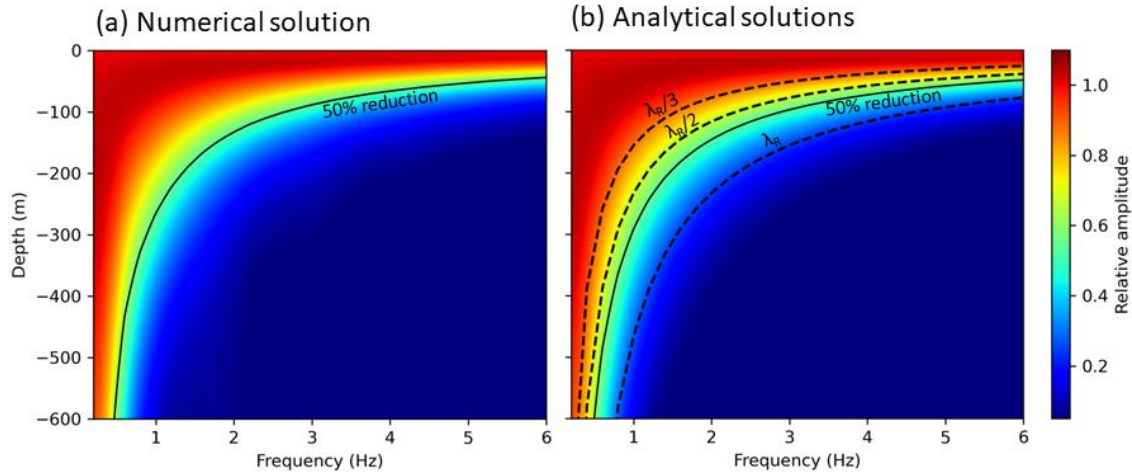 (a) Numerical solution
(b) Analytical solutions
0
−100
−200
−300
−400
−500
−600
Depth (m)
50% reduction
1 2 3 4 5 6
Frequency (Hz)
λR/3
λR/2
λR
50% reduction
1 2 3 4 5 6
Frequency (Hz)
1.0
0.8
0.6
0.4
0.2
Relative amplitude